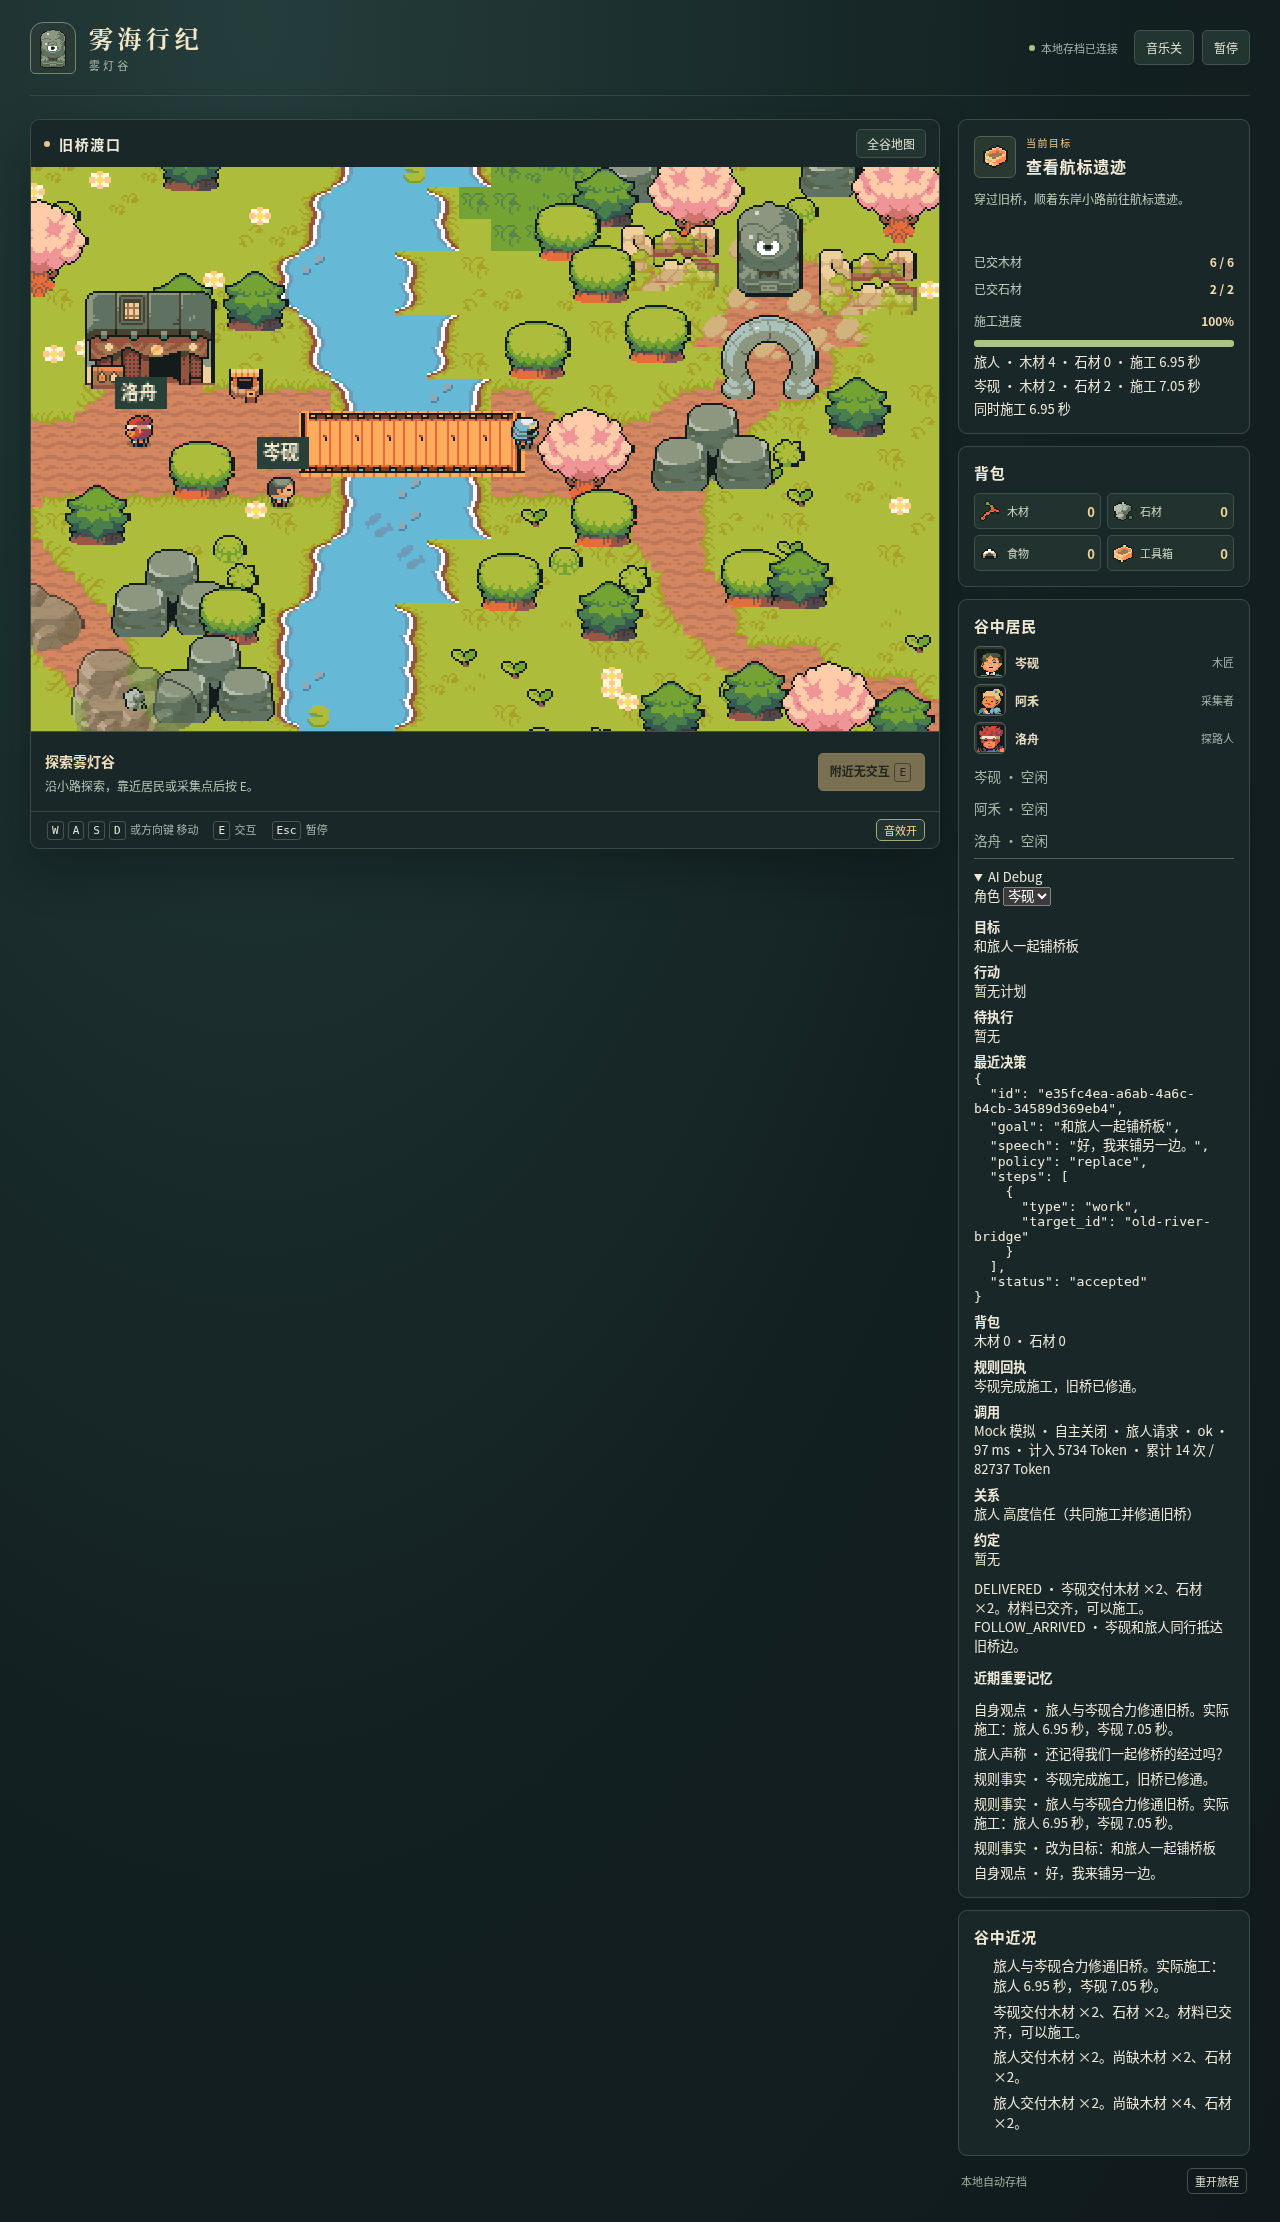 雾海行纪
雾灯谷
本地存档已连接
音乐关
暂停
旧桥渡口
全谷地图
洛舟
岑砚
探索雾灯谷
沿小路探索，靠近居民或采集点后按 E。
附近无交互 E
W A S D 或方向键 移动 E 交互 Esc 暂停
音效开
当前目标
查看航标遗迹
穿过旧桥，顺着东岸小路前往航标遗迹。
已交木材 6 / 6
已交石材 2 / 2
施工进度 100%
旅人 · 木材 4 · 石材 0 · 施工 6.95 秒
岑砚 · 木材 2 · 石材 2 · 施工 7.05 秒
同时施工 6.95 秒
背包
木材 0
石材 0
食物 0
工具箱 0
谷中居民
岑砚 木匠
阿禾 采集者
洛舟 探路人
岑砚 · 空闲
阿禾 · 空闲
洛舟 · 空闲
▼ AI Debug
角色 岑砚
目标
和旅人一起铺桥板
行动
暂无计划
待执行
暂无
最近决策
{
"id": "e35fc4ea-a6ab-4a6c-
b4cb-34589d369eb4",
"goal": "和旅人一起铺桥板",
"speech": "好，我来铺另一边。",
"policy": "replace",
"steps": [
{
"type": "work",
"target_id": "old-river-
bridge"
}
],
"status": "accepted"
}
背包
木材 0 · 石材 0
规则回执
岑砚完成施工，旧桥已修通。
调用
Mock 模拟 · 自主关闭 · 旅人请求 · ok ·
97 ms · 计入 5734 Token · 累计 14 次 /
82737 Token
关系
旅人 高度信任（共同施工并修通旧桥）
约定
暂无
DELIVERED · 岑砚交付木材 ×2、石材
×2。材料已交齐，可以施工。
FOLLOW_ARRIVED · 岑砚和旅人同行抵达
旧桥边。
近期重要记忆
自身观点 · 旅人与岑砚合力修通旧桥。实际
施工：旅人 6.95 秒，岑砚 7.05 秒。
旅人声称 · 还记得我们一起修桥的经过吗？
规则事实 · 岑砚完成施工，旧桥已修通。
规则事实 · 旅人与岑砚合力修通旧桥。实际
施工：旅人 6.95 秒，岑砚 7.05 秒。
规则事实 · 改为目标：和旅人一起铺桥板
自身观点 · 好，我来铺另一边。
谷中近况
旅人与岑砚合力修通旧桥。实际施工：
旅人 6.95 秒，岑砚 7.05 秒。
岑砚交付木材 ×2、石材 ×2。材料已交
齐，可以施工。
旅人交付木材 ×2。尚缺木材 ×2、石材
×2。
旅人交付木材 ×2。尚缺木材 ×4、石材
×2。
本地自动存档
重开旅程